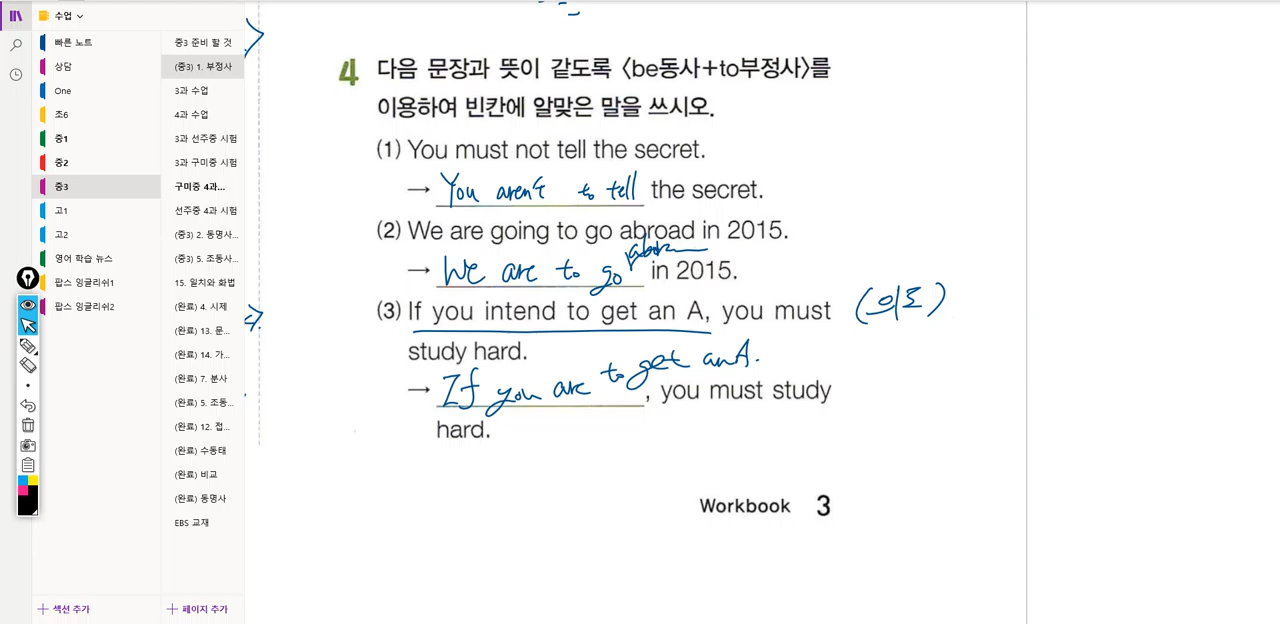 수업
빠른 노트
상담
One
초6
중1
중2
중3
고1
고2
영어 학습 뉴스
팝스 잉글리쉬1
팝스 잉글리쉬2
섹션 추가
중3 준비 할 것
(중3) 1. 부정사
3과 수업
4과 수업
3과 선주중 시험
3과 구미중 시험
구미중 4과...
선주중 4과 시험
(중3) 2. 동명사...
(중3) 5. 조동사...
15. 일치와 화법
(완료) 4. 시제
(완료) 13. 문...
(완료) 14. 가...
(완료) 7. 분사
(완료) 5. 조동...
(완료) 12. 접...
(완료) 수동태
(완료) 비교
(완료) 동명사
EBS 교재
페이지 추가
4 다음 문장과 뜻이 같도록 〈be동사+to부정사〉를
이용하여 빈칸에 알맞은 말을 쓰시오.
(1) You must not tell the secret.
→ You aren't to tell the secret.
(2) We are going to go abroad in 2015.
→ We are to go in 2015.
(3) If you intend to get an A, you must (의도)
study hard.
→ If you are to get an A. , you must study
hard.
Workbook 3